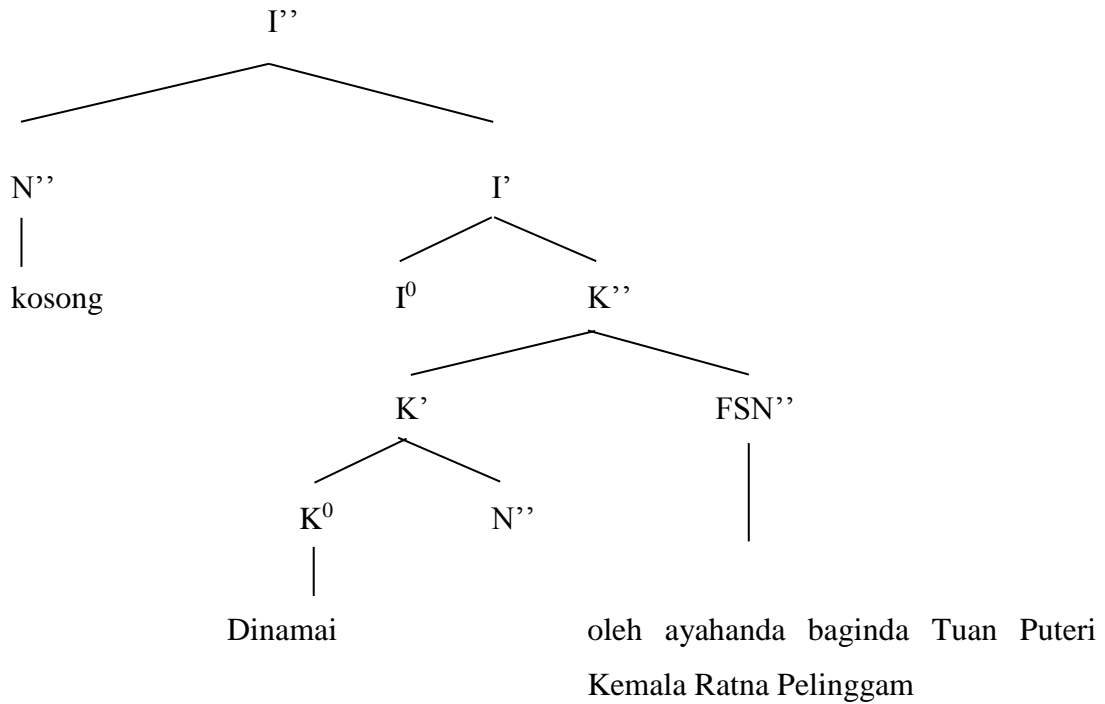 I’’
N’’ I’
kosong I⁰ K’’
K’ FSN’’
K⁰ N’’
Dinamai oleh ayahanda baginda Tuan Puteri
Kemala Ratna Pelinggam